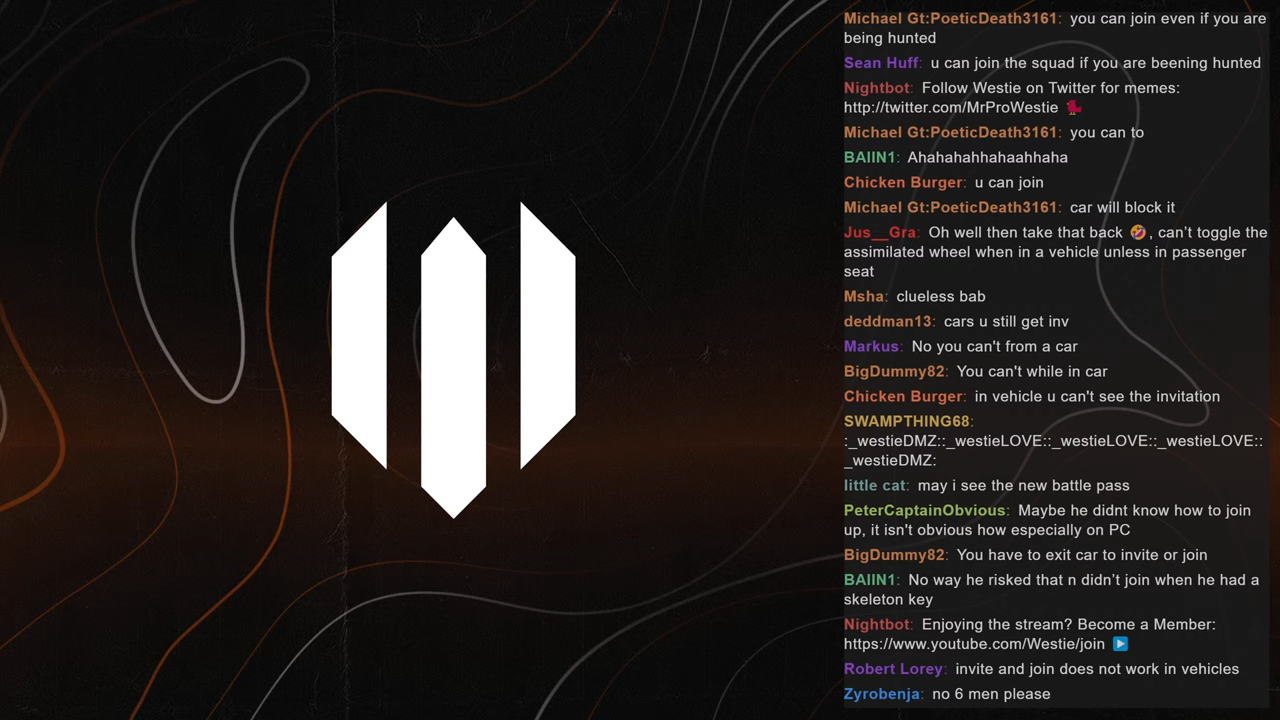 Michael Gt:PoeticDeath3161: you can join even if you are
being hunted
Sean Huff: u can join the squad if you are beening hunted
Nightbot: Follow Westie on Twitter for memes:
http://twitter.com/MrProWestie
Michael Gt:PoeticDeath3161: you can to
BAIIN1: Ahahahahhahaahhaha
Chicken Burger: u can join
Michael Gt:PoeticDeath3161: car will block it
Jus__Gra: Oh well then take that back 🤣, can’t toggle the
assimilated wheel when in a vehicle unless in passenger
seat
Msha: clueless bab
deddman13: cars u still get inv
Markus: No you can't from a car
BigDummy82: You can't while in car
Chicken Burger: in vehicle u can't see the invitation
SWAMPTHING68:
:_westieDMZ::_westieLOVE::_westieLOVE::_westieLOVE::
_westieDMZ:
little cat: may i see the new battle pass
PeterCaptainObvious: Maybe he didnt know how to join
up, it isn't obvious how especially on PC
BigDummy82: You have to exit car to invite or join
BAIIN1: No way he risked that n didn’t join when he had a
skeleton key
Nightbot: Enjoying the stream? Become a Member:
https://www.youtube.com/Westie/join ▶️
Robert Lorey: invite and join does not work in vehicles
Zyrobenja: no 6 men please